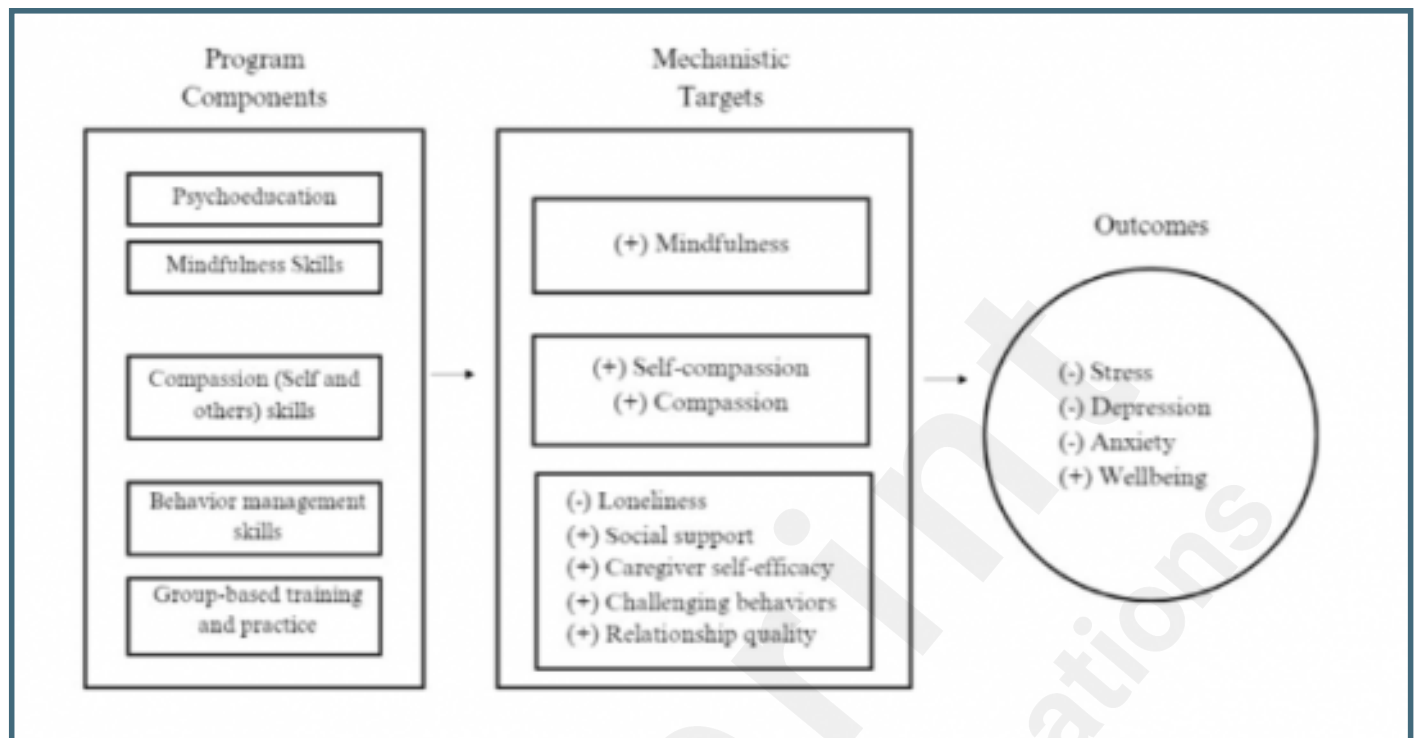 Program
Components
Psychoeducation
Mindfulness Skills
Compassion (Self and
others) skills
Behavior management
skills
Group-based training
and practice
Mechanistic
Targets
(+) Mindfulness
(+) Self-compassion
(+) Compassion
(-) Loneliness
(+) Social support
(+) Caregiver self-efficacy
(+) Challenging behaviors
(+) Relationship quality
Outcomes
(-) Stress
(-) Depression
(-) Anxiety
(+) Wellbeing